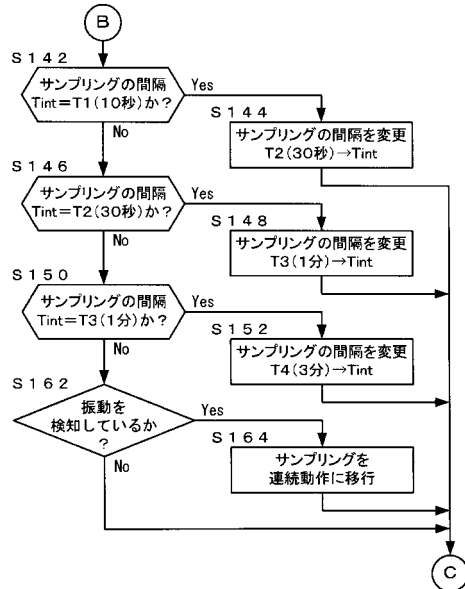 B
S142
サンプリングの間隔
Tint=T1(10秒)か?
Yes
No
S144
サンプリングの間隔を変更
T2(30秒)→Tint
S146
サンプリングの間隔
Tint=T2(30秒)か?
Yes
No
S148
サンプリングの間隔を変更
T3(1分)→Tint
S150
サンプリングの間隔
Tint=T3(1分)か?
Yes
No
S152
サンプリングの間隔を変更
T4(3分)→Tint
S162
振動を
検知しているか
?
Yes
No
S164
サンプリングを
連続動作に移行
C